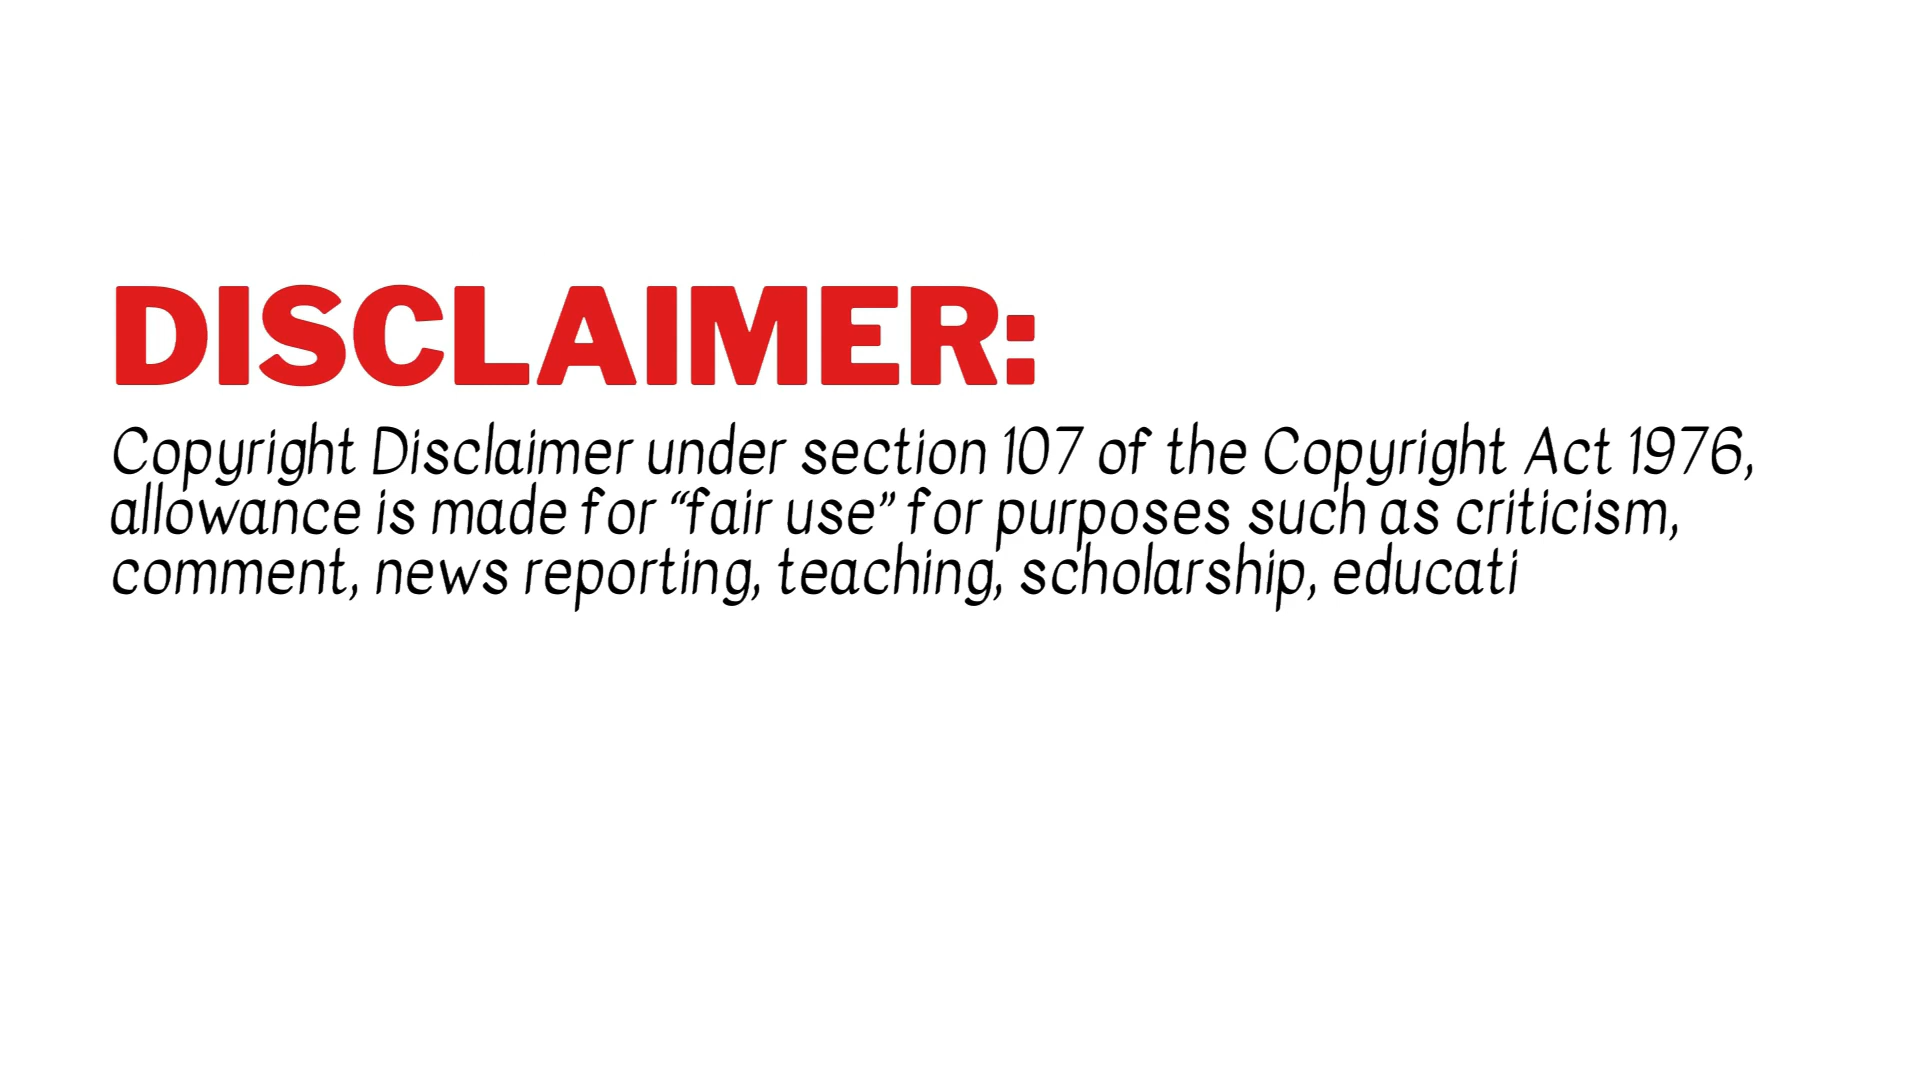 DISCLAIMER:
Copyright Disclaimer under section 107 of the Copyright Act 1976,
allowance is made for “fair use” for purposes such as criticism,
comment, news reporting, teaching, scholarship, educati